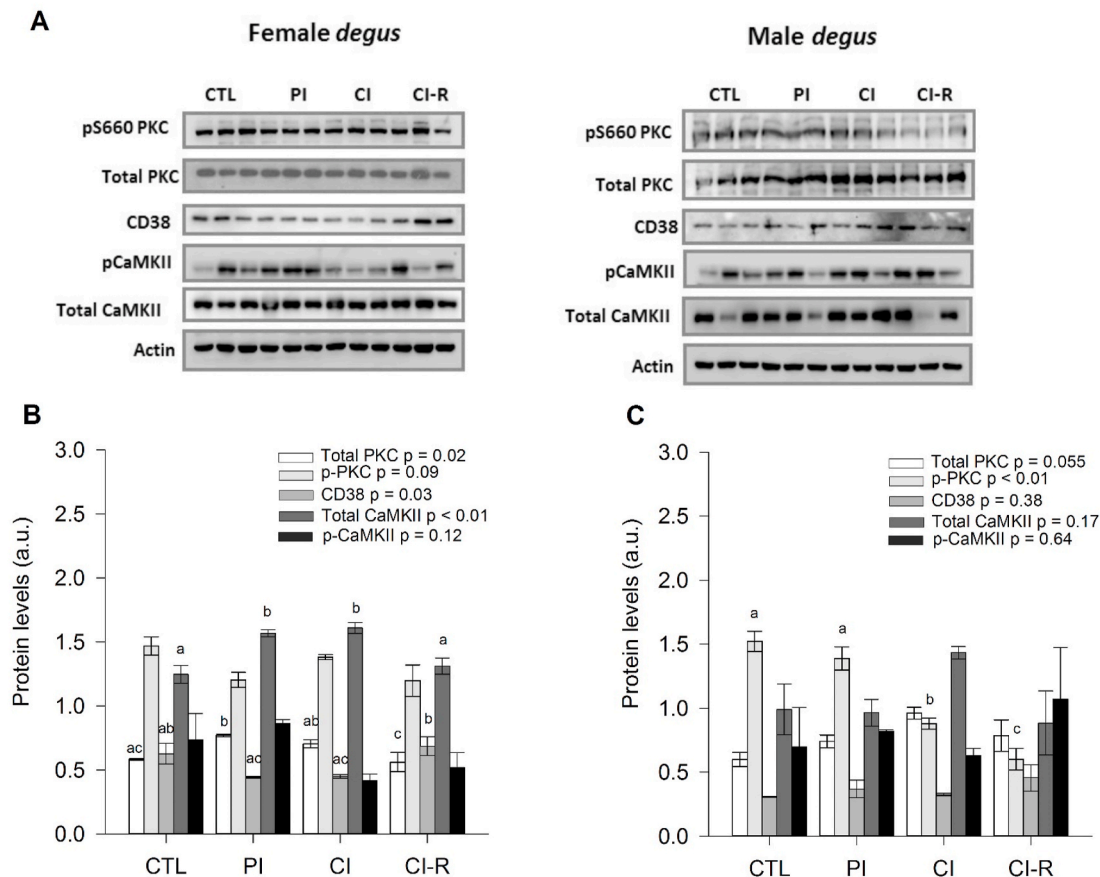 A
Female degus
CTL PI CI CI-R
pS660 PKC
Total PKC
CD38
pCaMKII
Total CaMKII
Actin
Male degus
CTL PI CI CI-R
pS660 PKC
Total PKC
CD38
pCaMKII
Total CaMKII
Actin
B
Protein levels (a.u.)
3.0
2.5
2.0
1.5
1.0
0.5
0.0
Total PKC p = 0.02
p-PKC p = 0.09
CD38 p = 0.03
Total CaMKII p < 0.01
p-CaMKII p = 0.12
ac ab a
b ac b
ab ac b
c b a
CTL PI CI CI-R
C
Protein levels (a.u.)
3.0
2.5
2.0
1.5
1.0
0.5
0.0
Total PKC p = 0.055
p-PKC p < 0.01
CD38 p = 0.38
Total CaMKII p = 0.17
p-CaMKII p = 0.64
a a b c
CTL PI CI CI-R